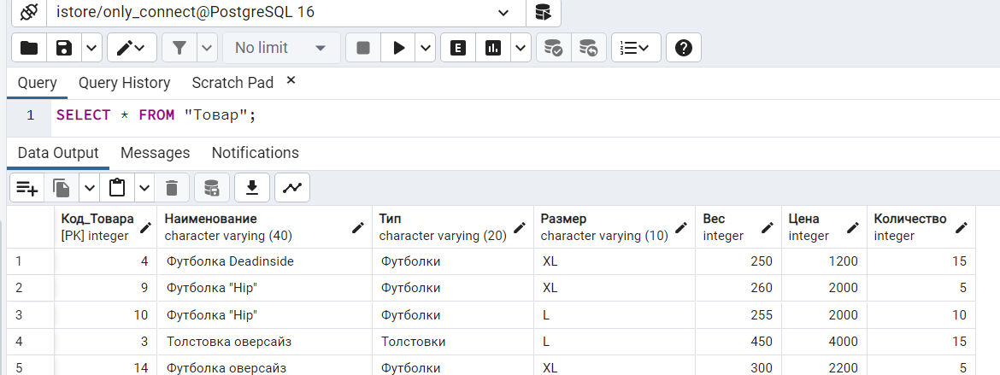 istore/only_connect@PostgreSQL 16
No limit
E
Query Query History Scratch Pad
1 SELECT * FROM "Товар";
Data Output Messages Notifications
Код_Товара Наименование Тип Размер Вес Цена Количество
[PK] integer character varying (40) character varying (20) character varying (10) integer integer integer
1 4 Футболка Deadinside Футболки XL 250 1200 15
2 9 Футболка "Hip" Футболки XL 260 2000 5
3 10 Футболка "Hip" Футболки L 255 2000 10
4 3 Толстовка оверсайз Толстовки L 450 4000 15
5 14 Футболка оверсайз Футболки XL 300 2200 5